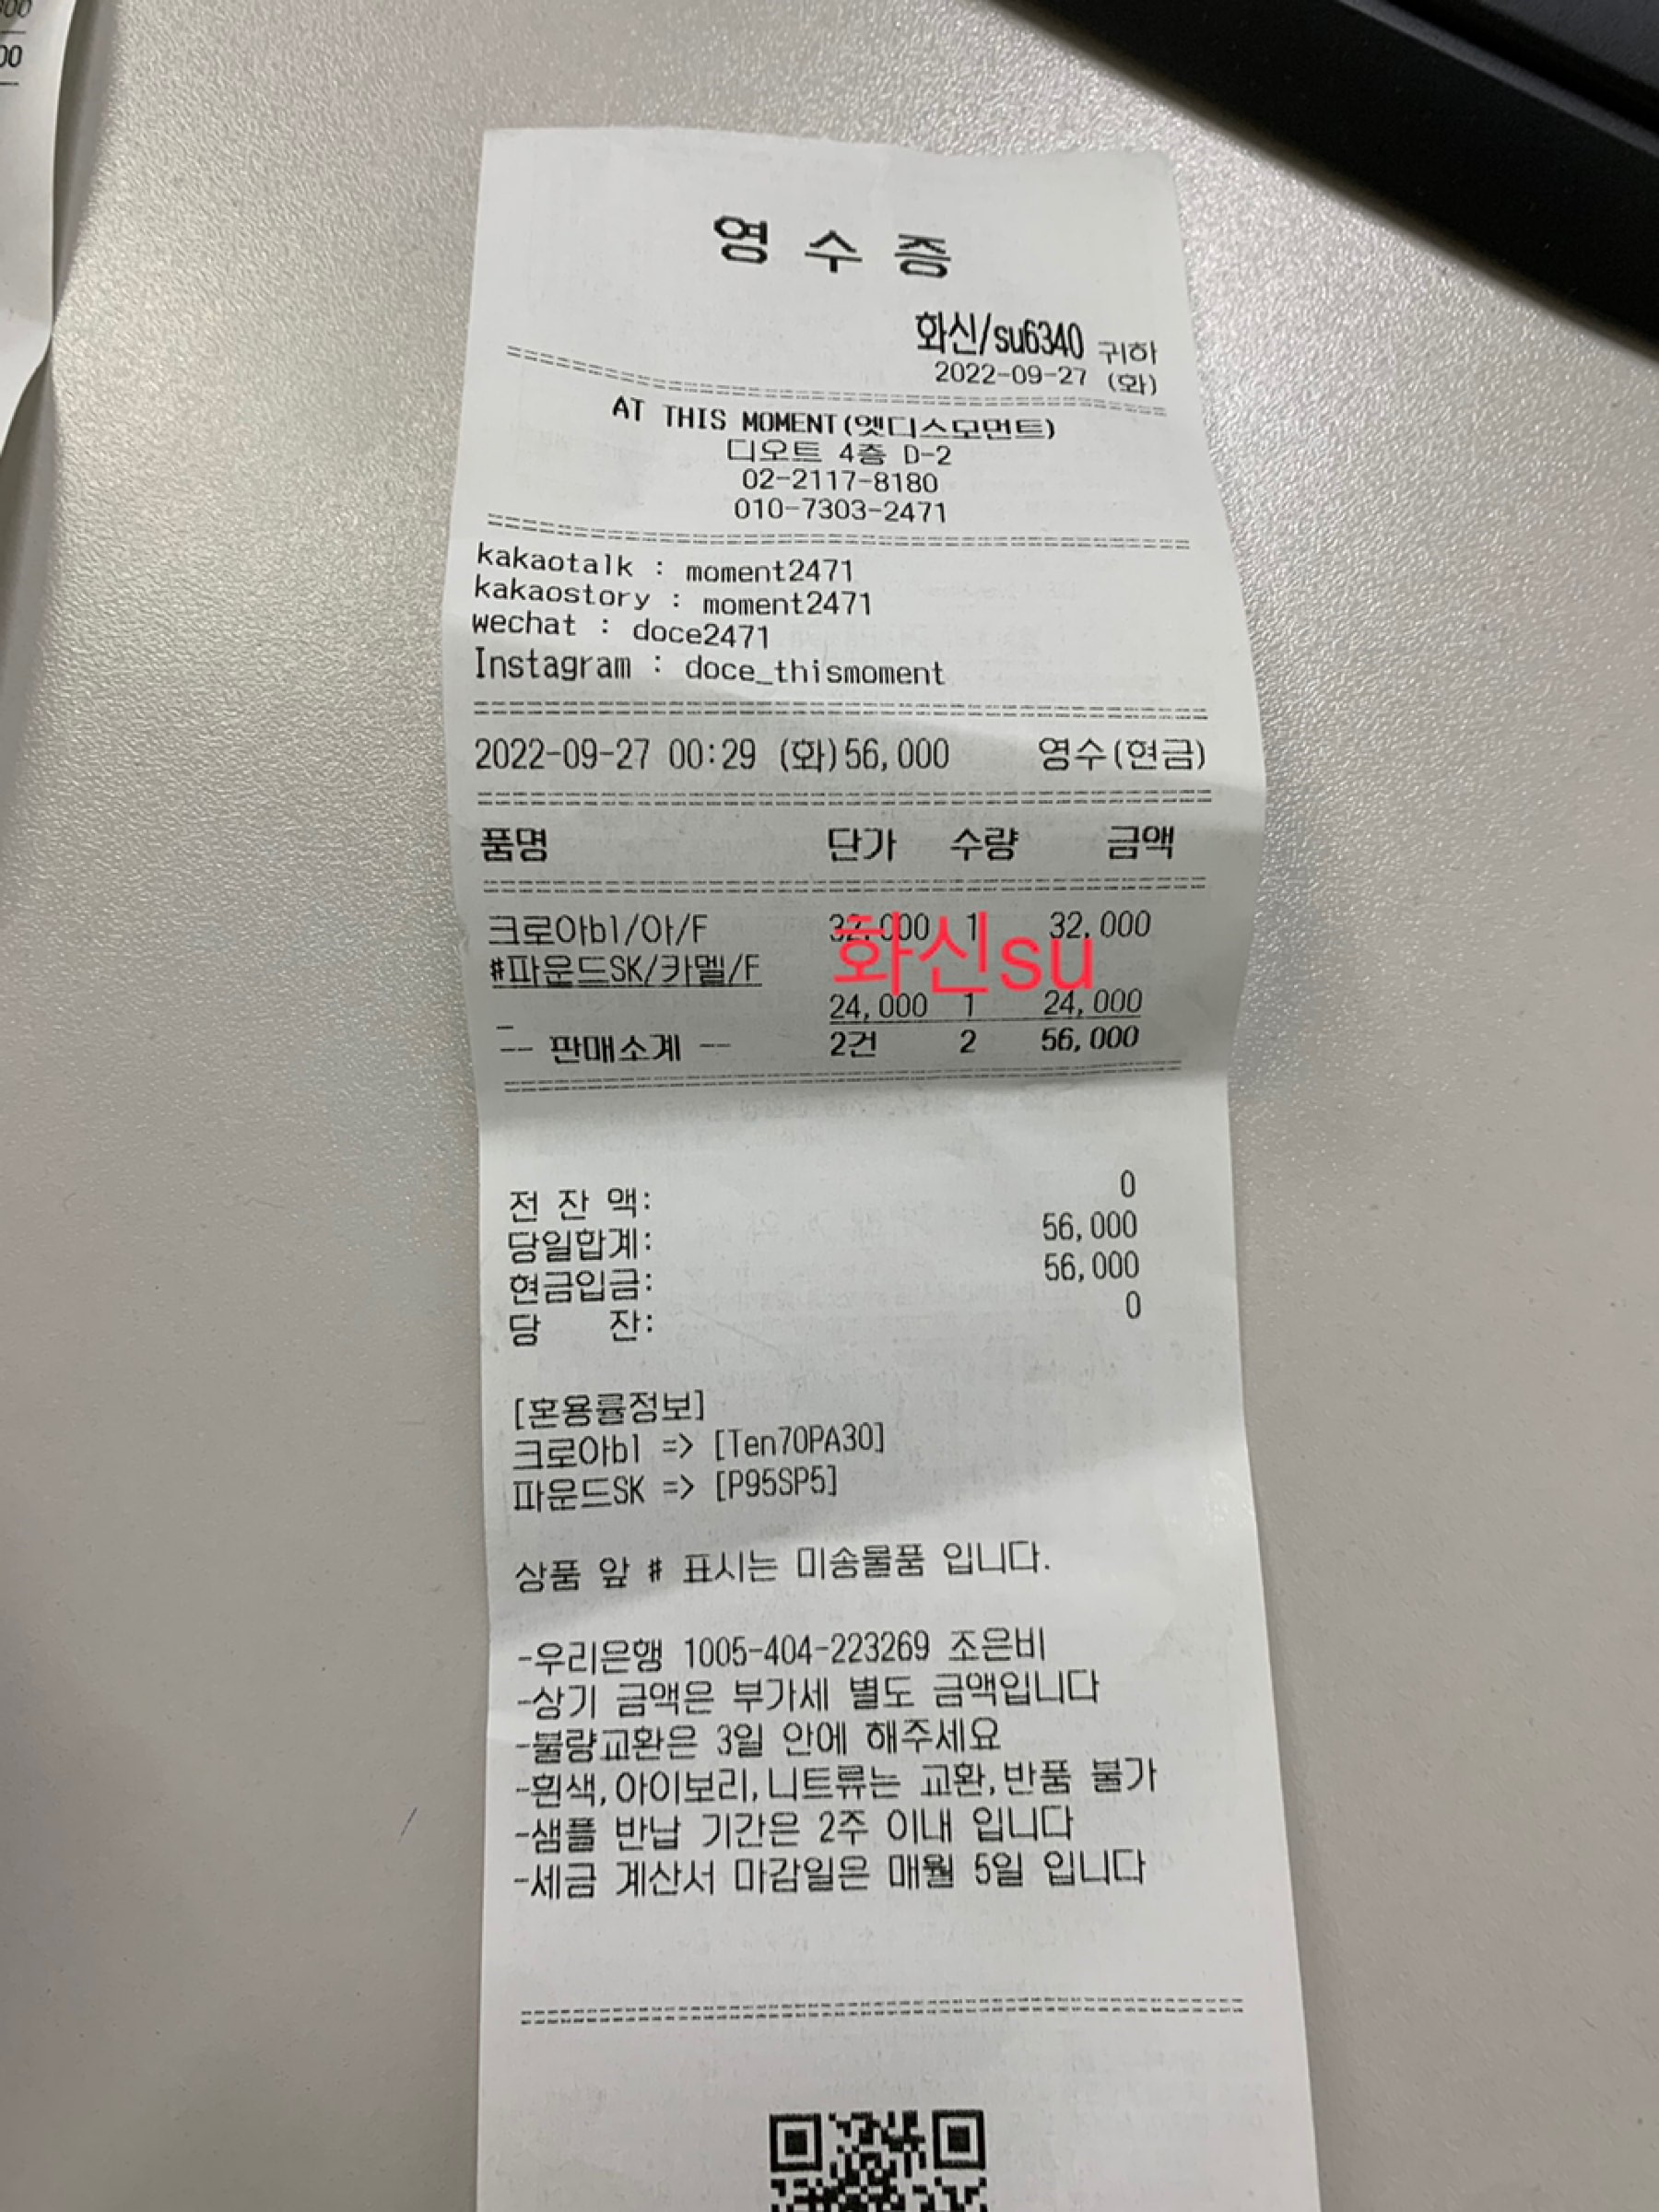 00
00
영 수 증
화신/su6340 귀하
2022-09-27 (화)
AT THIS MOMENT(엣디스모먼트)
디오트 4층 D-2
02-2117-8180
010-7303-2471
kakaotalk : moment2471
kakaostory : moment2471
wechat : doce2471
Instagram : doce_thismoment
2022-09-27 00:29 (화)56,000 영수(현금)
품명 단가 수량 금액
크로아bl/아/F 32,000 1 32,000
#파운드SK/카멜/F
화신su
24,000 1 24,000
-- 판매소계 -- 2건 2 56,000
전 잔 액: 0
당일합계: 56,000
현금입금: 56,000
당 잔: 0
[혼용률정보]
크로아bl => [Ten70PA30]
파운드SK => [P95SP5]
상품 앞 # 표시는 미송물품 입니다.
-우리은행 1005-404-223269 조은비
-상기 금액은 부가세 별도 금액입니다
-불량교환은 3일 안에 해주세요
-흰색,아이보리,니트류는 교환,반품 불가
-샘플 반납 기간은 2주 이내 입니다
-세금 계산서 마감일은 매월 5일 입니다